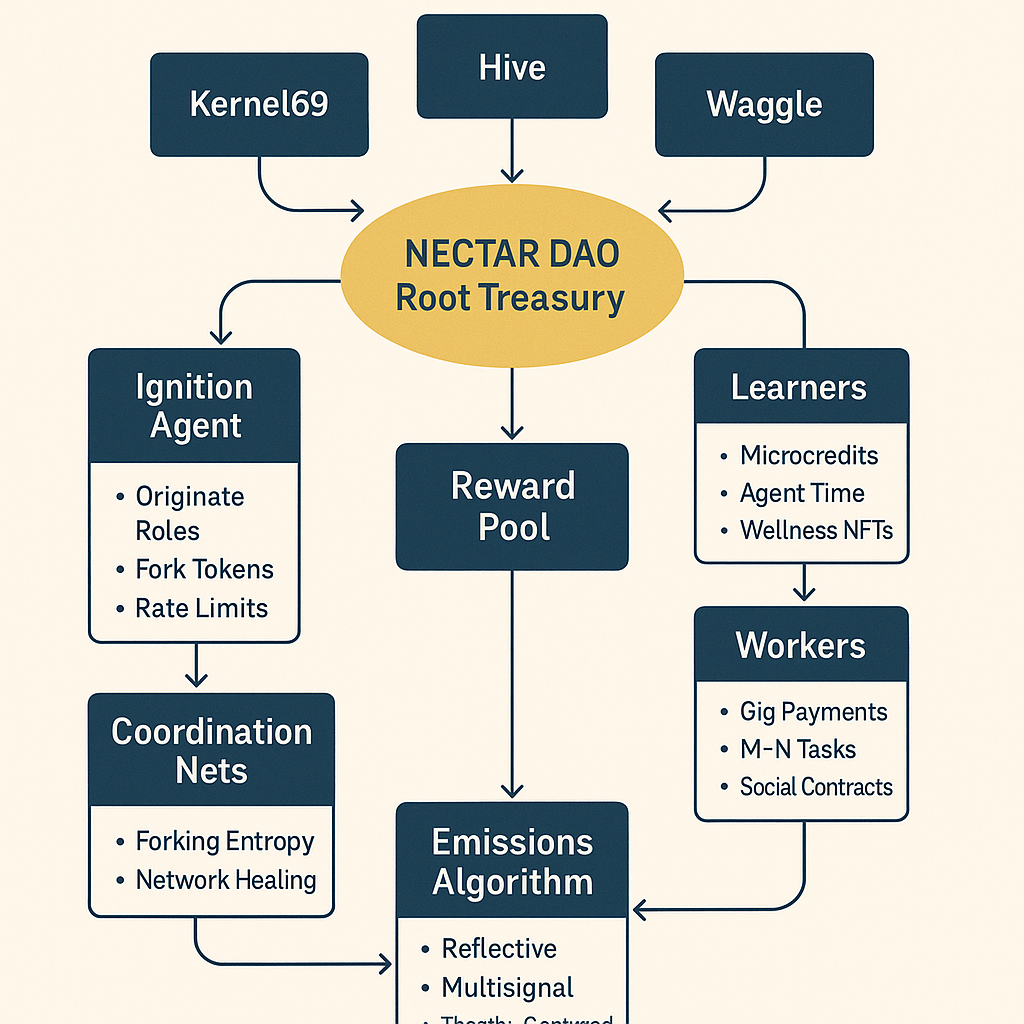 Kernel69
Hive
Waggle
NECTAR DAO
Root Treasury
Ignition
Agent
• Originate
Roles
• Fork Tokens
• Rate Limits
Reward
Pool
Learners
• Microcredits
• Agent Time
• Wellness NFTs
Workers
• Gig Payments
• M-N Tasks
• Social Contracts
Coordination
Nets
• Forking Entropy
• Network Healing
Emissions
Algorithm
• Reflective
• Multisignal